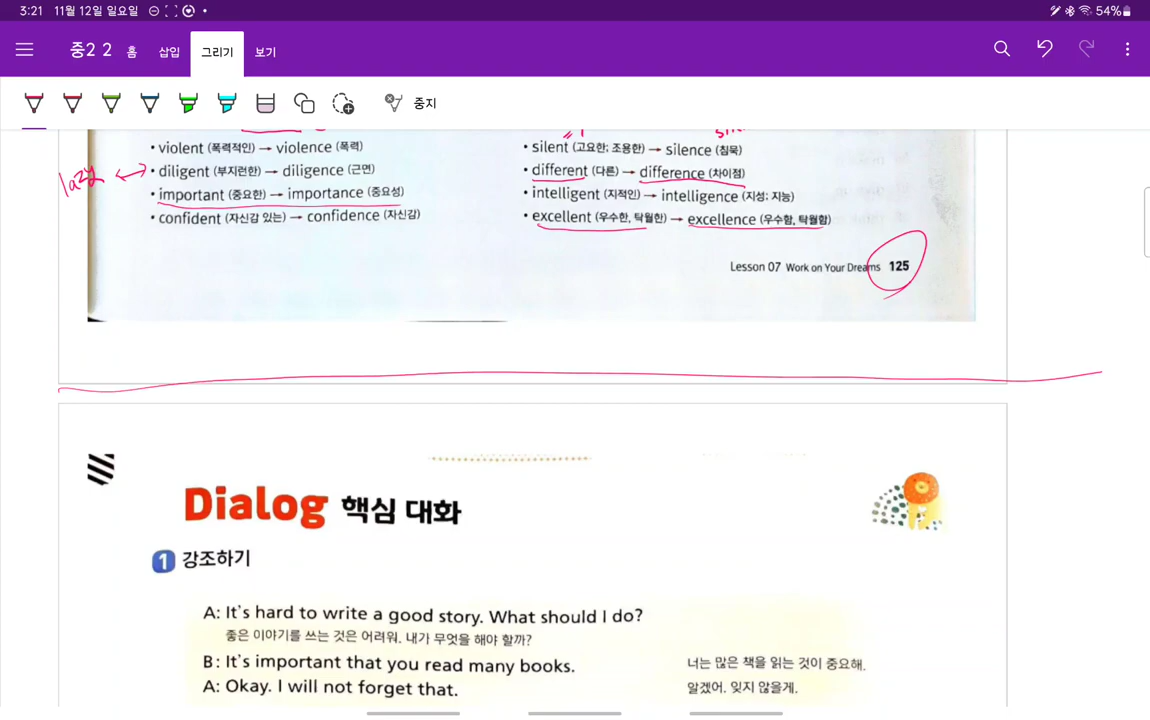 3:21 11월 12일 일요일
54%
중2 2 홈 삽입 그리기 보기
중지
• violent (폭력적인) → violence (폭력)
• diligent (부지런한) → diligence (근면)
lazy ↔
• important (중요한) → importance (중요성)
• confident (자신감 있는) → confidence (자신감)
• silent (고요한; 조용한) → silence (침묵)
• different (다른) → difference (차이점)
• intelligent (지적인) → intelligence (지성; 지능)
• excellent (우수한, 탁월한) → excellence (우수함, 탁월함)
Lesson 07 Work on Your Dreams 125
Dialog 핵심 대화
1 강조하기
A: It's hard to write a good story. What should I do?
좋은 이야기를 쓰는 것은 어려워. 내가 무엇을 해야 할까?
B: It's important that you read many books.
너는 많은 책을 읽는 것이 중요해.
A: Okay. I will not forget that.
알겠어. 잊지 않을게.